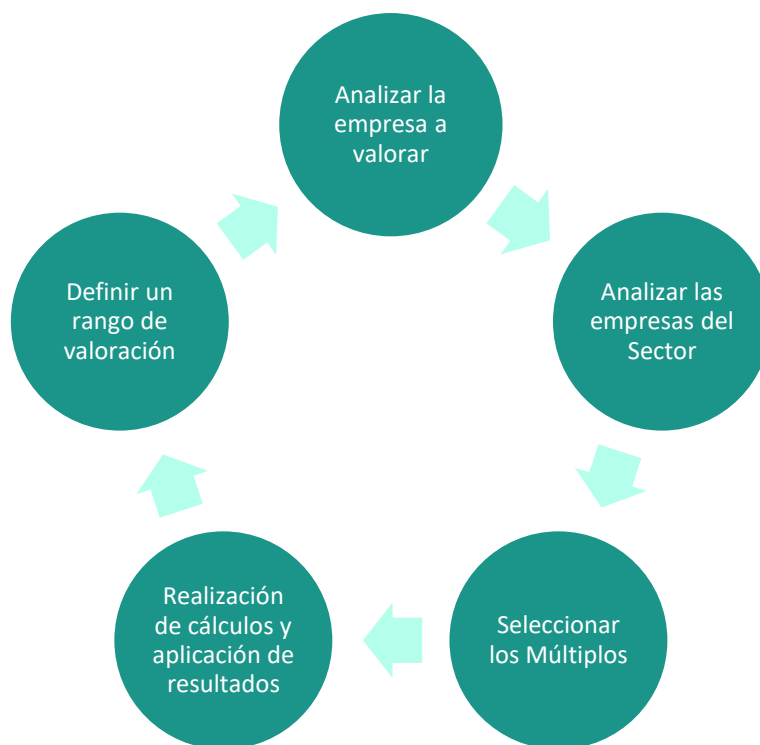 Analizar la
empresa a
valorar
Analizar las
empresas del
Sector
Seleccionar
los Múltiplos
Realización
de cálculos y
aplicación de
resultados
Definir un
rango de
valoración